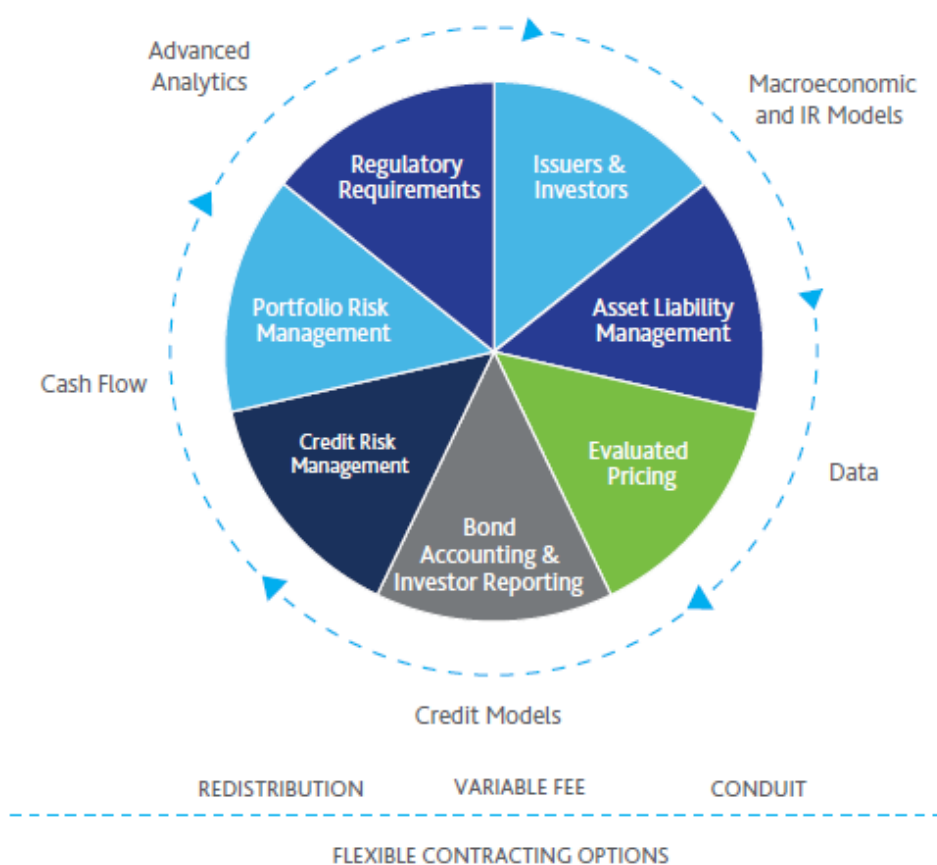 Advanced
Analytics
Macroeconomic
and IR Models
Regulatory
Requirements
Issuers &
Investors
Portfolio Risk
Management
Asset Liability
Management
Cash Flow
Credit Risk
Management
Evaluated
Pricing
Data
Bond
Accounting &
Investor Reporting
Credit Models
REDISTRIBUTION
VARIABLE FEE
CONDUIT
FLEXIBLE CONTRACTING OPTIONS